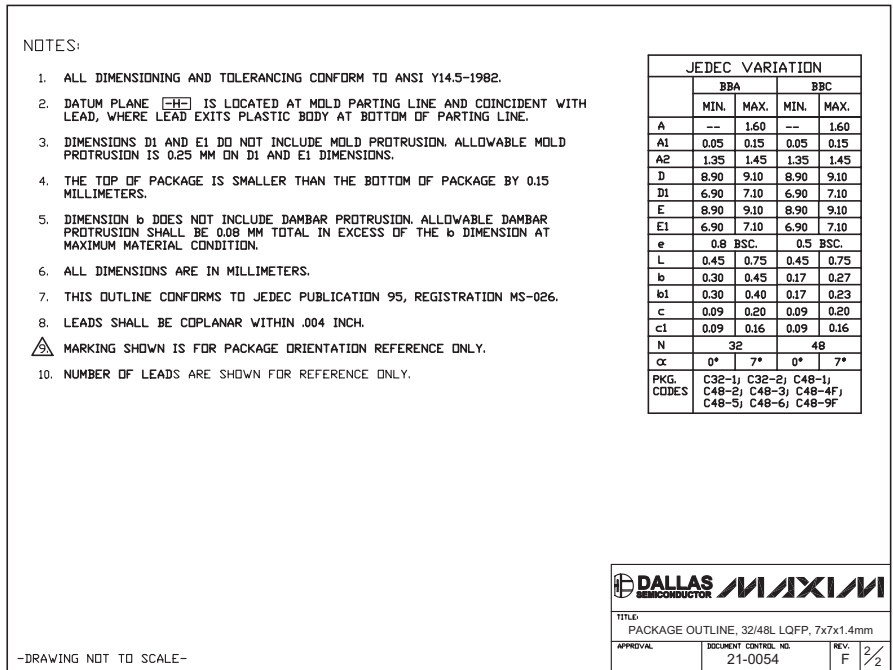 NOTES:
1. ALL DIMENSIONING AND TOLERANCING CONFORM TO ANSI Y14.5-1982.
2. DATUM PLANE -H- IS LOCATED AT MOLD PARTING LINE AND COINCIDENT WITH
LEAD, WHERE LEAD EXITS PLASTIC BODY AT BOTTOM OF PARTING LINE.
3. DIMENSIONS D1 AND E1 DO NOT INCLUDE MOLD PROTRUSION. ALLOWABLE MOLD
PROTRUSION IS 0.25 MM ON D1 AND E1 DIMENSIONS.
4. THE TOP OF PACKAGE IS SMALLER THAN THE BOTTOM OF PACKAGE BY 0.15
MILLIMETERS.
5. DIMENSION b DOES NOT INCLUDE DAMBAR PROTRUSION. ALLOWABLE DAMBAR
PROTRUSION SHALL BE 0.08 MM TOTAL IN EXCESS OF THE b DIMENSION AT
MAXIMUM MATERIAL CONDITION.
6. ALL DIMENSIONS ARE IN MILLIMETERS.
7. THIS OUTLINE CONFORMS TO JEDEC PUBLICATION 95, REGISTRATION MS-026.
8. LEADS SHALL BE COPLANAR WITHIN .004 INCH.
9. MARKING SHOWN IS FOR PACKAGE ORIENTATION REFERENCE ONLY.
10. NUMBER OF LEADS ARE SHOWN FOR REFERENCE ONLY.
JEDEC VARIATION
BBA BBC
MIN. MAX. MIN. MAX.
A -- 1.60 -- 1.60
A1 0.05 0.15 0.05 0.15
A2 1.35 1.45 1.35 1.45
D 8.90 9.10 8.90 9.10
D1 6.90 7.10 6.90 7.10
E 8.90 9.10 8.90 9.10
E1 6.90 7.10 6.90 7.10
e 0.8 BSC. 0.5 BSC.
L 0.45 0.75 0.45 0.75
b 0.30 0.45 0.17 0.27
b1 0.30 0.40 0.17 0.23
c 0.09 0.20 0.09 0.20
c1 0.09 0.16 0.09 0.16
N 32 48
α 0° 7° 0° 7°
PKG. C32-1; C32-2; C48-1;
CODES C48-2; C48-3; C48-4F;
C48-5; C48-6; C48-9F
DALLAS SEMICONDUCTOR MAXIM
TITLE:
PACKAGE OUTLINE, 32/48L LQFP, 7x7x1.4mm
APPROVAL DOCUMENT CONTROL NO. REV.
21-0054 F 2/2
-DRAWING NOT TO SCALE-